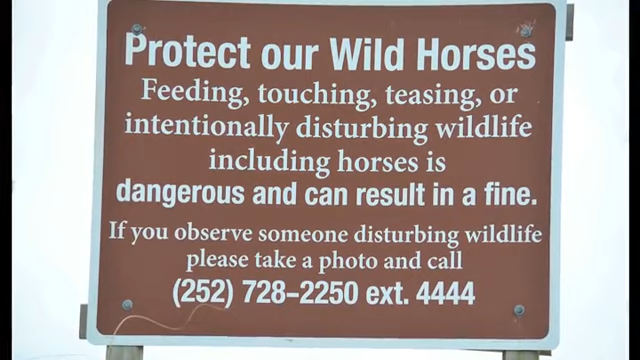 Protect our Wild Horses
Feeding, touching, teasing, or
intentionally disturbing wildlife
including horses is
dangerous and can result in a fine.
If you observe someone disturbing wildlife
please take a photo and call
(252) 728-2250 ext. 4444